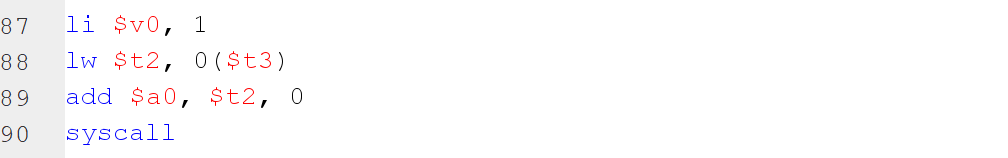 87 li $v0, 1
88 lw $t2, 0($t3)
89 add $a0, $t2, 0
90 syscall